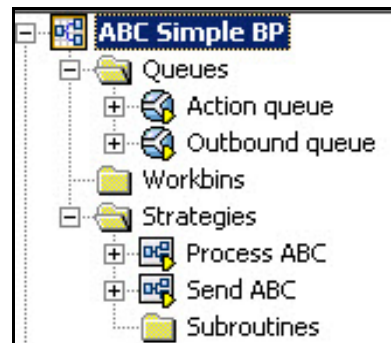 ABC Simple BP
Queues
Action queue
Outbound queue
Workbins
Strategies
Process ABC
Send ABC
Subroutines